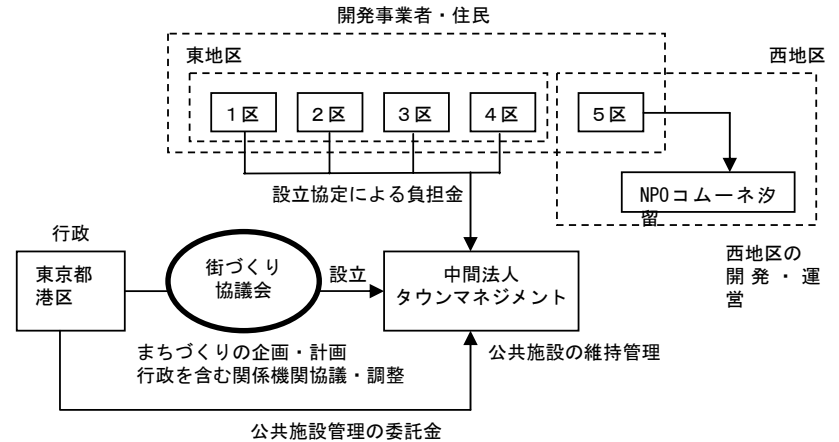 開発事業者・住民
東地区
西地区
１区
２区
３区
４区
５区
設立協定による負担金
NPOコムーネ汐
留
行政
東京都
港区
街づくり
協議会
設立
中間法人
タウンマネジメント
西地区の
開発・運
営
まちづくりの企画・計画
行政を含む関係機関協議・調整
公共施設の維持管理
公共施設管理の委託金